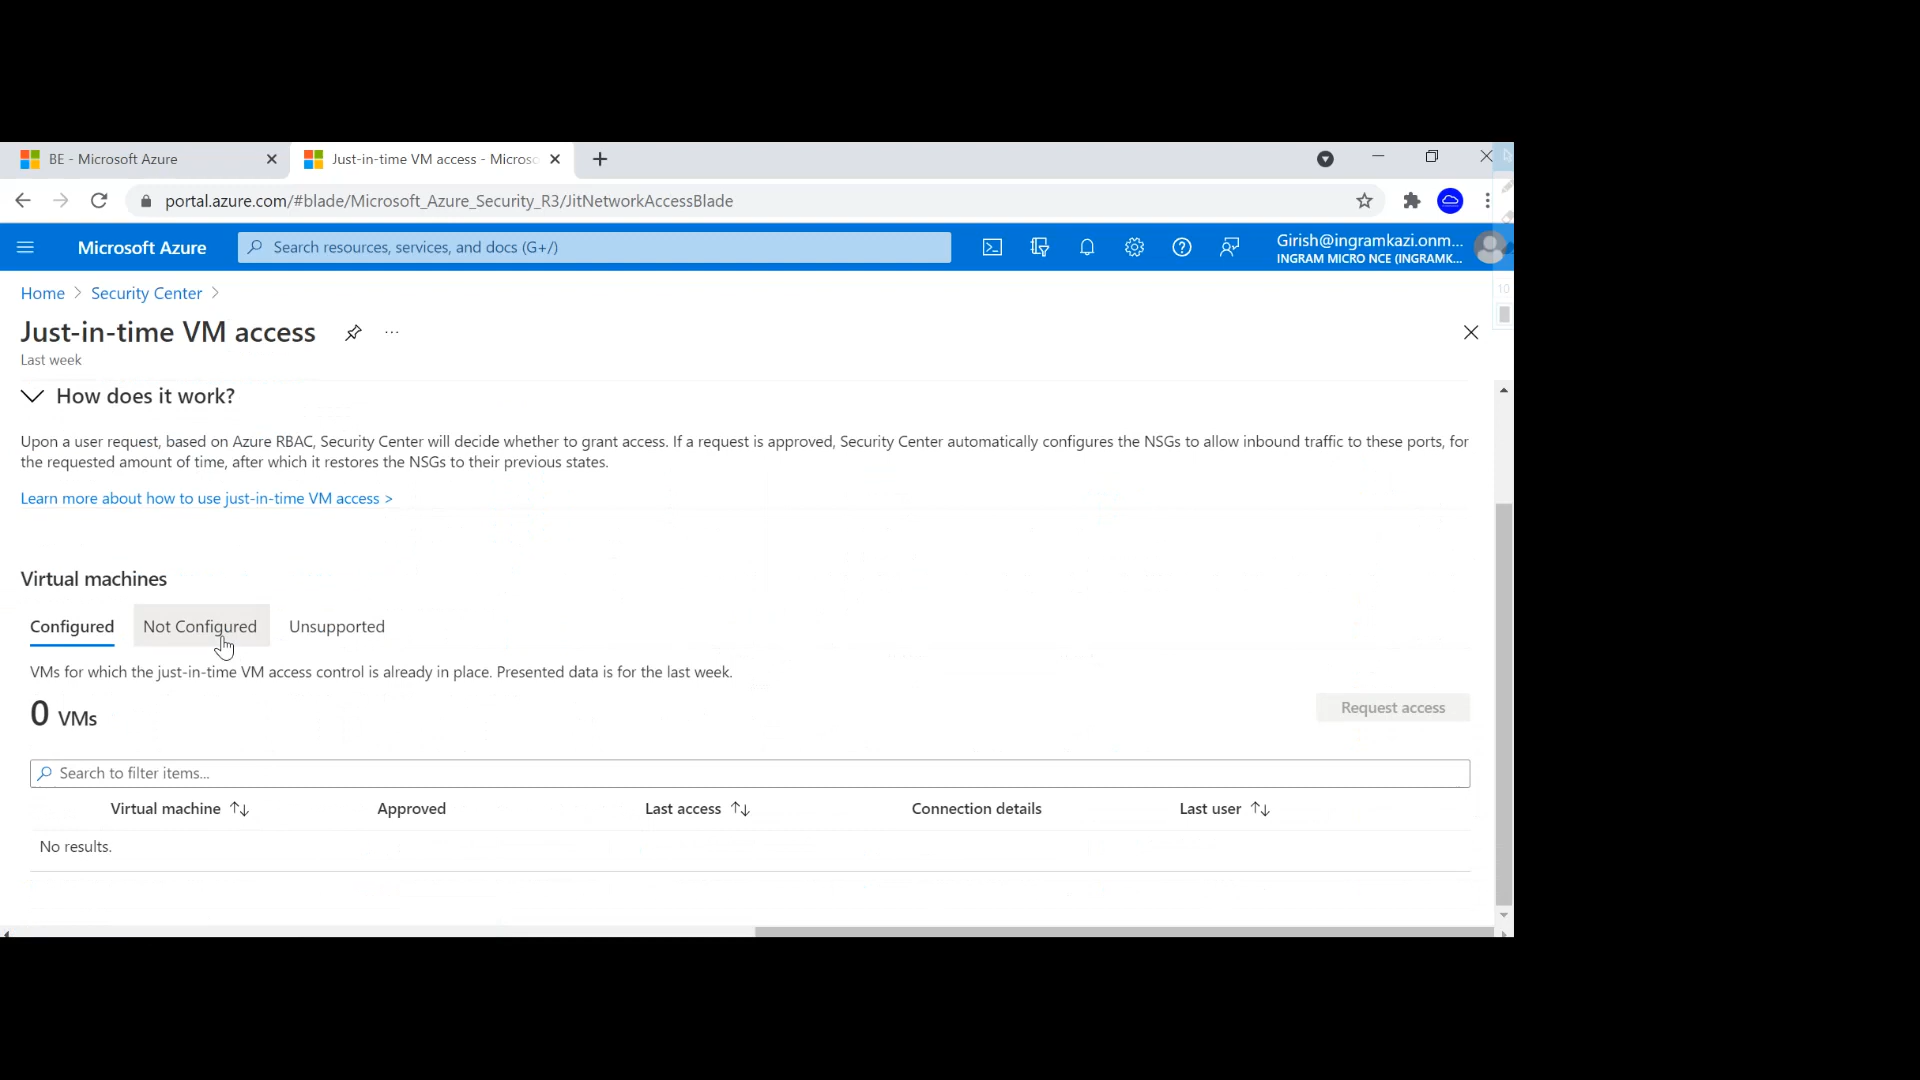 BE - Microsoft Azure
Just-in-time VM access - Microso
portal.azure.com/#blade/Microsoft_Azure_Security_R3/JitNetworkAccessBlade
Microsoft Azure
Search resources, services, and docs (G+/)
Girish@ingramkazi.onm...
INGRAM MICRO NCE (INGRAMK...
Home > Security Center >
10
Just-in-time VM access
...
Last week
How does it work?
Upon a user request, based on Azure RBAC, Security Center will decide whether to grant access. If a request is approved, Security Center automatically configures the NSGs to allow inbound traffic to these ports, for
the requested amount of time, after which it restores the NSGs to their previous states.
Learn more about how to use just-in-time VM access >
Virtual machines
Configured Not Configured Unsupported
VMs for which the just-in-time VM access control is already in place. Presented data is for the last week.
0 VMs
Request access
Search to filter items...
Virtual machine Approved Last access Connection details Last user
No results.